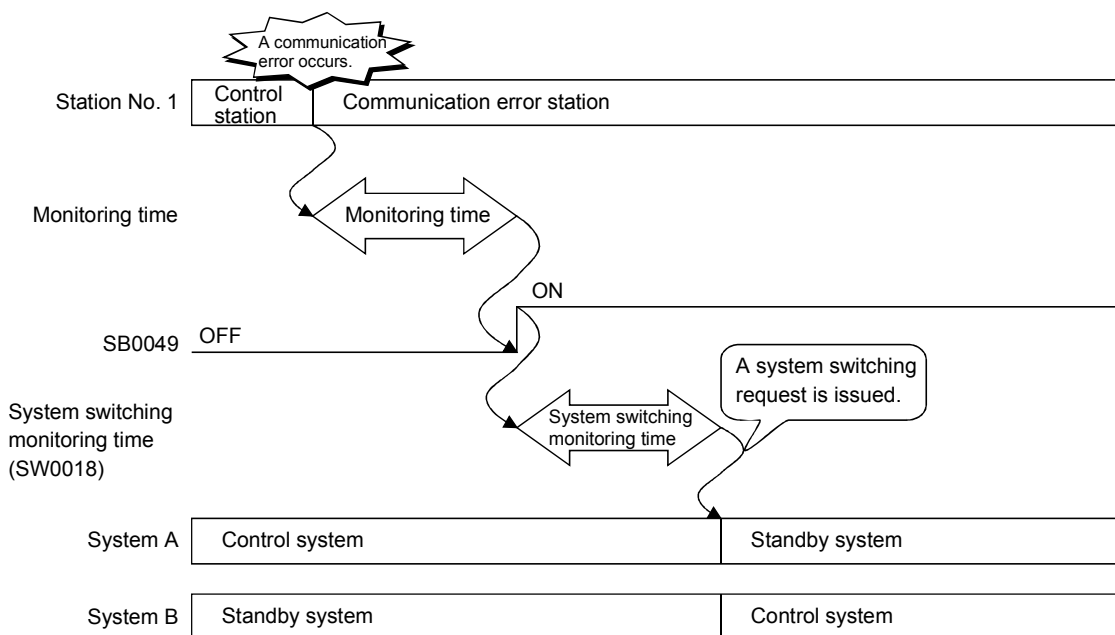 A communication
error occurs.
Station No. 1
Control
station
Communication error station
Monitoring time
Monitoring time
ON
SB0049
OFF
A system switching
request is issued.
System switching
monitoring time
(SW0018)
System switching
monitoring time
System A
Control system
Standby system
System B
Standby system
Control system